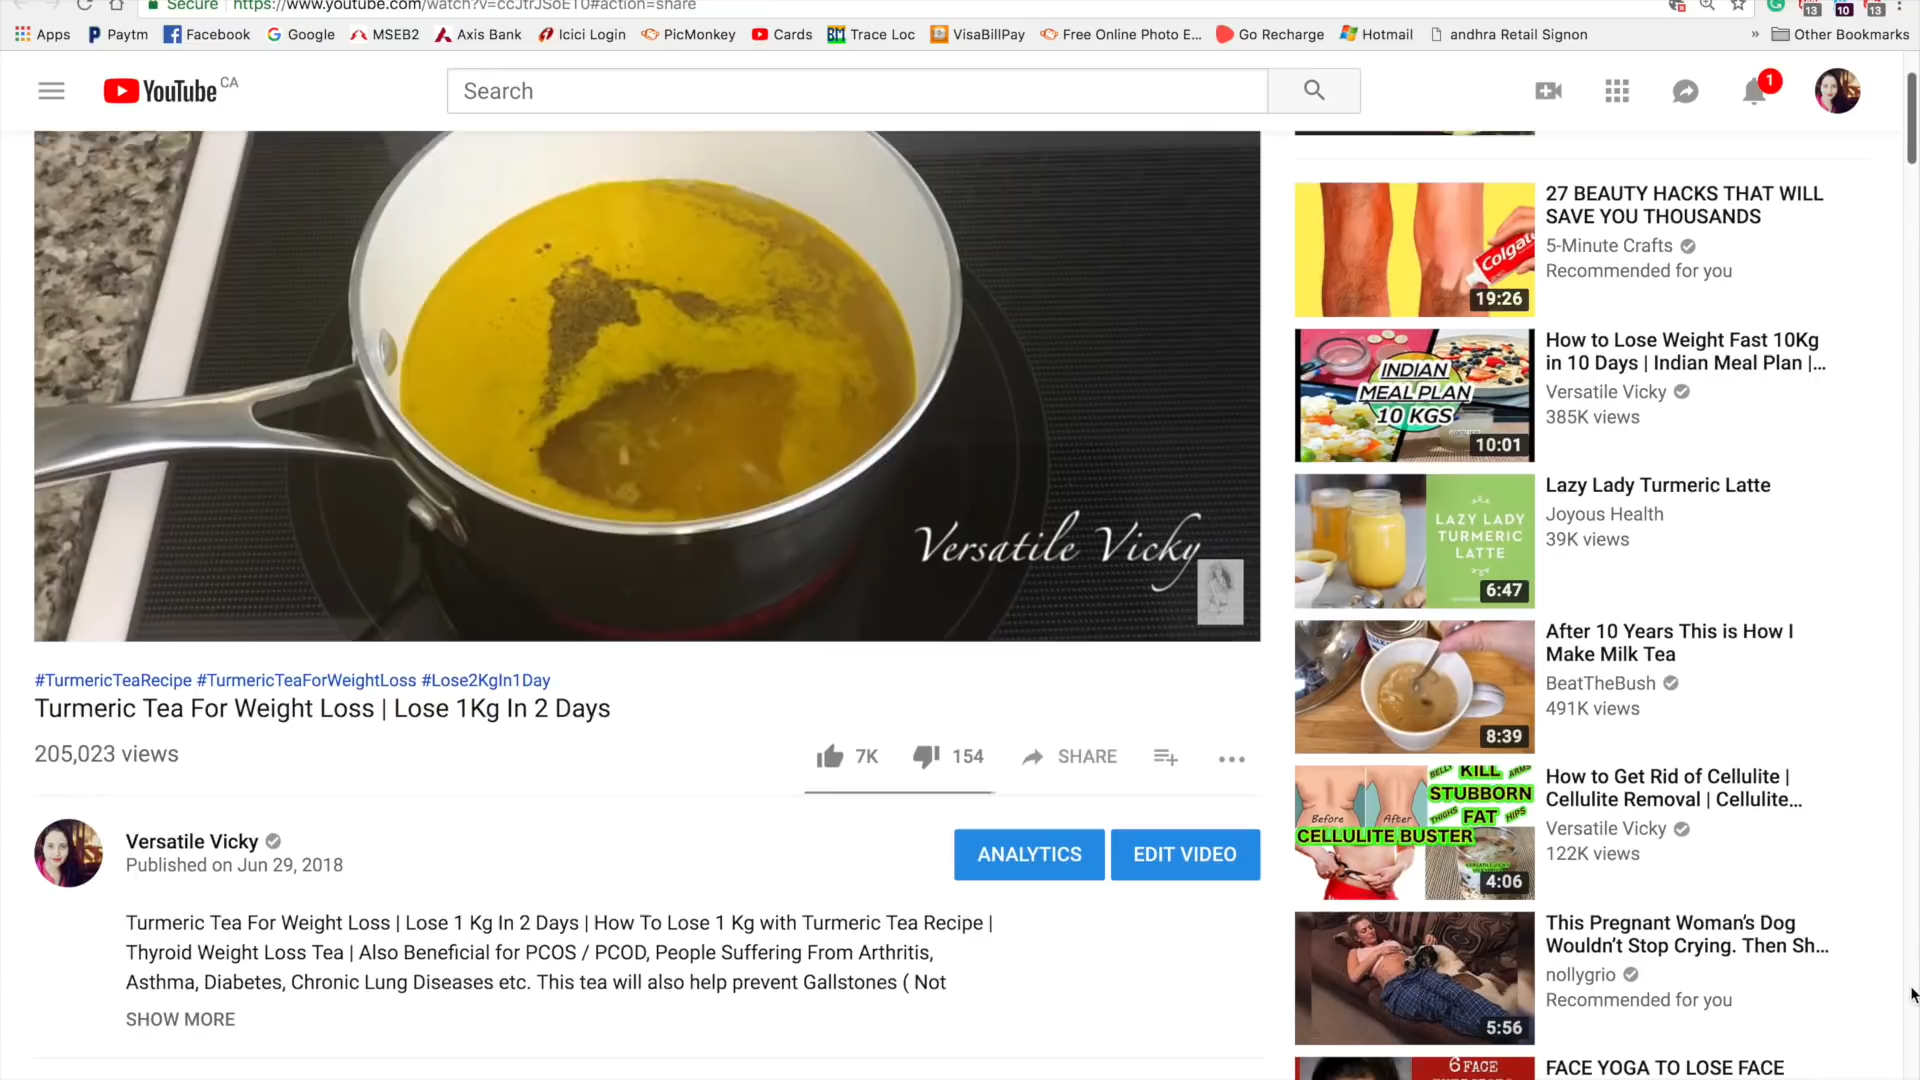 Secure
https://www.youtube.com/watch?v=ccJtrJSoET0#action=share
13 10 13
Apps Paytm Facebook Google MSEB2 Axis Bank Icici Login PicMonkey Cards Trace Loc VisaBillPay Free Online Photo E... Go Recharge Hotmail andhra Retail Signon » Other Bookmarks
YouTube CA
Search
1
Versatile Vicky
#TurmericTeaRecipe #TurmericTeaForWeightLoss #Lose2KgIn1Day
Turmeric Tea For Weight Loss | Lose 1Kg In 2 Days
205,023 views
7K 154 SHARE
Versatile Vicky
Published on Jun 29, 2018
ANALYTICS EDIT VIDEO
Turmeric Tea For Weight Loss | Lose 1 Kg In 2 Days | How To Lose 1 Kg with Turmeric Tea Recipe |
Thyroid Weight Loss Tea | Also Beneficial for PCOS / PCOD, People Suffering From Arthritis,
Asthma, Diabetes, Chronic Lung Diseases etc. This tea will also help prevent Gallstones ( Not
SHOW MORE
Colgate
19:26
27 BEAUTY HACKS THAT WILL
SAVE YOU THOUSANDS
5-Minute Crafts
Recommended for you
INDIAN
MEAL PLAN
10 KGS
10:01
How to Lose Weight Fast 10Kg
in 10 Days | Indian Meal Plan |...
Versatile Vicky
385K views
LAZY LADY
TURMERIC
LATTE
6:47
Lazy Lady Turmeric Latte
Joyous Health
39K views
8:39
After 10 Years This is How I
Make Milk Tea
BeatTheBush
491K views
BELLY KILL ARMS
STUBBORN
THIGHS FAT HIPS
Before After
CELLULITE BUSTER
4:06
How to Get Rid of Cellulite |
Cellulite Removal | Cellulite...
Versatile Vicky
122K views
5:56
This Pregnant Woman's Dog
Wouldn't Stop Crying. Then Sh...
nollygrio
Recommended for you
6 FACE
FACE YOGA TO LOSE FACE